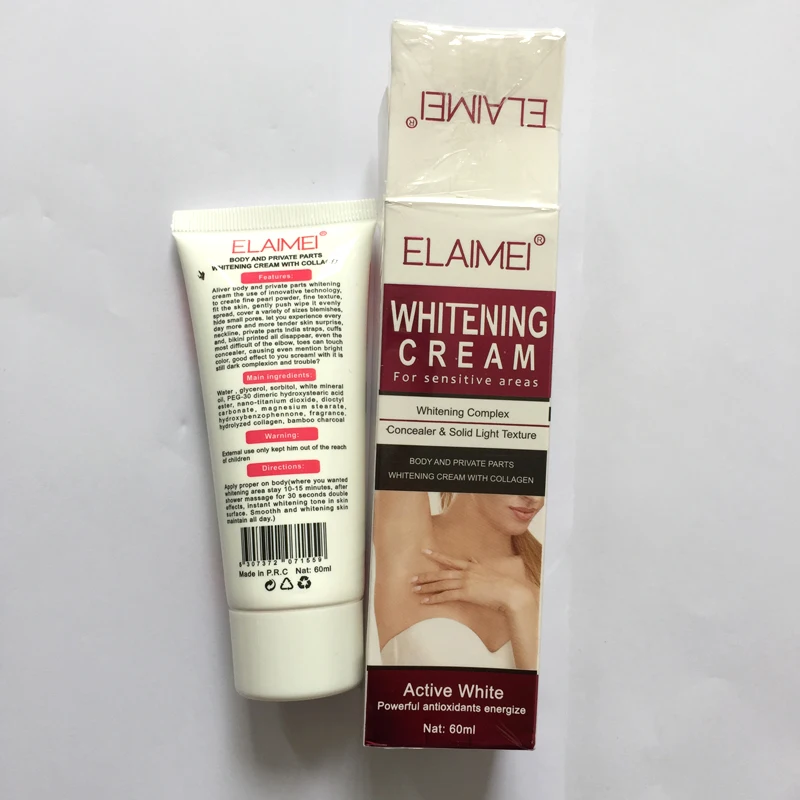 ELAIMEI®
BODY AND PRIVATE PARTS
WHITENING CREAM WITH COLLAGEN
Features:
Aliver body and private parts whitening
cream the use of innovative technology,
to create fine pearl powder, fine texture,
fit the skin, gently push wipe it evenly
spread, cover a variety of sizes blemishes,
hide small pores. let you experience every
day more and more tender skin surprise,
neckline, private parts India straps, cuffs
and, bikini printed all disappear, even the
most difficult of the elbow, toes can touch
concealer, causing even mention bright
color, good effect to you scream! with it is
still dark complexion and trouble?
Main ingredients:
Water , glycerol, sorbitol, white mineral
oil, PEG-30 dimeric hydroxystearic acid
ester, nano-titanium dioxide, dioctyl
carbonate, magnesium stearate,
hydroxybenzophennone, fragrance,
hydrolyzed collagen, bamboo charcoal
Warning:
External use only kept him out of the reach
of children
Directions:
Apply proper on body(where you wanted
whitening area stay 10-15 minutes, after
shower massage for 30 seconds double
effects, instant whitening tone in skin
surface. Smoothh and whitening skin
maintain all day.)
6 307372 071559
Made in P.R.C Nat: 60ml
ELAIMEI®
ELAIMEI®
WHITENING
CREAM
For sensitive areas
Whitening Complex
Concealer & Solid Light Texture
BODY AND PRIVATE PARTS
WHITENING CREAM WITH COLLAGEN
Active White
Powerful antioxidants energize
Nat: 60ml